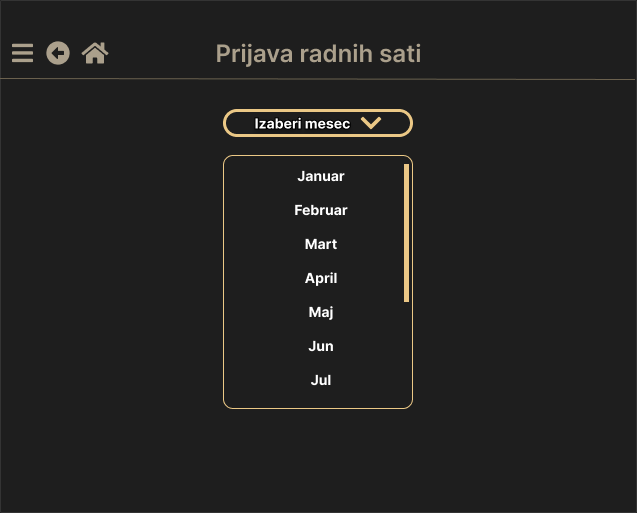 Prijava radnih sati
Izaberi mesec
Januar
Februar
Mart
April
Maj
Jun
Jul